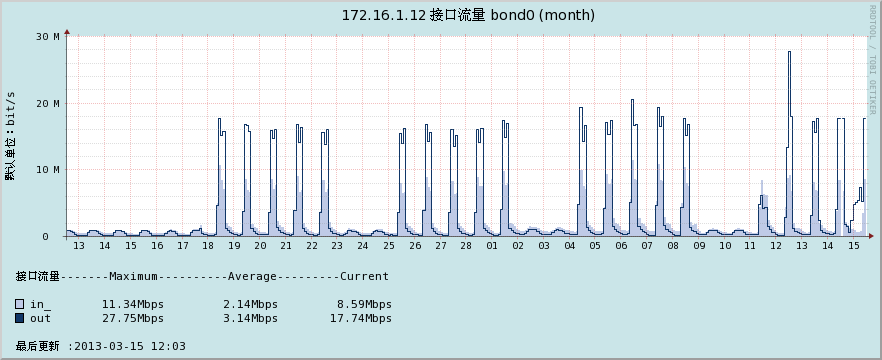 172.16.1.12 接口流量 bond0 (month)
RRDTOOL / TOBI OETIKER
默认单位：bit/s
30 M
20 M
10 M
0
13 14 15 16 17 18 19 20 21 22 23 24 25 26 27 28 01 02 03 04 05 06 07 08 09 10 11 12 13 14 15
接口流量-------Maximum----------Average---------Current
in_ 11.34Mbps 2.14Mbps 8.59Mbps
out 27.75Mbps 3.14Mbps 17.74Mbps
最后更新 :2013-03-15 12:03